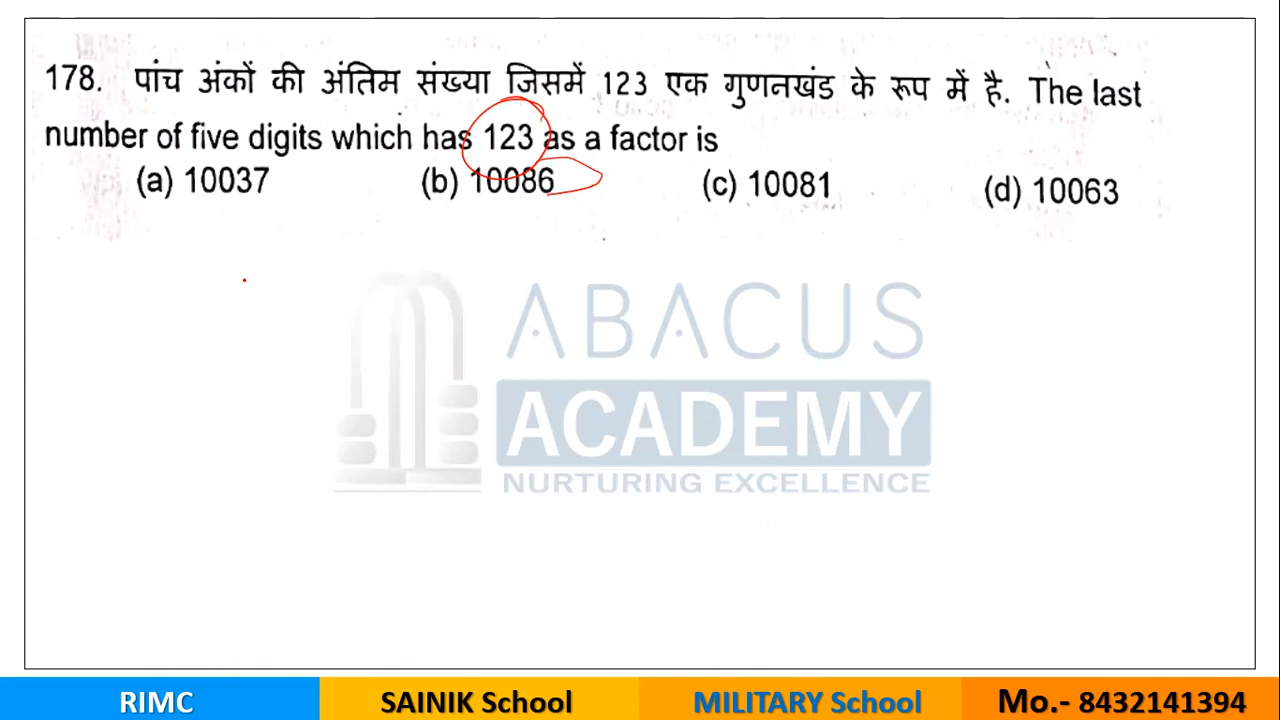 178. पांच अंकों की अंतिम संख्या जिसमें 123 एक गुणनखंड के रूप में है. The last
number of five digits which has 123 as a factor is
(a) 10037 (b) 10086 (c) 10081 (d) 10063
ABACUS
ACADEMY
NURTURING EXCELLENCE
RIMC SAINIK School MILITARY School Mo.- 8432141394